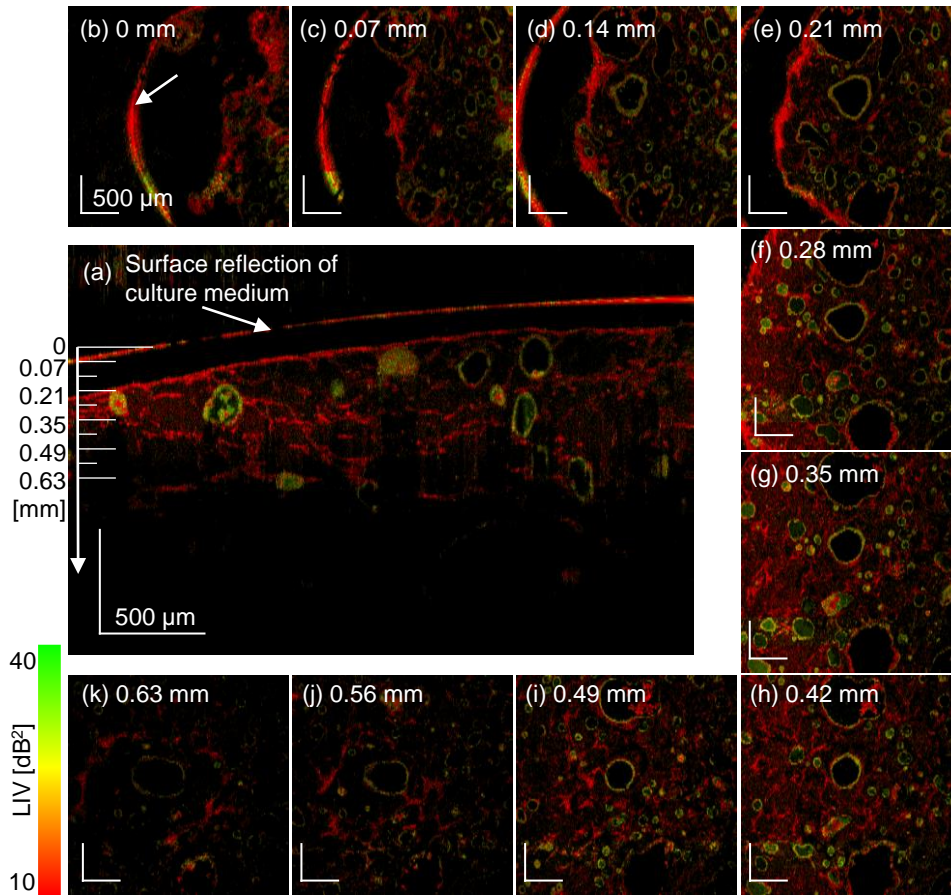 (b) 0 mm
(c) 0.07 mm
(d) 0.14 mm
(e) 0.21 mm
500 µm
(a) Surface reflection of
culture medium
0
0.07
0.21
0.35
0.49
0.63
[mm]
500 µm
(f) 0.28 mm
(g) 0.35 mm
40
LIV [dB²]
10
(k) 0.63 mm
(j) 0.56 mm
(i) 0.49 mm
(h) 0.42 mm